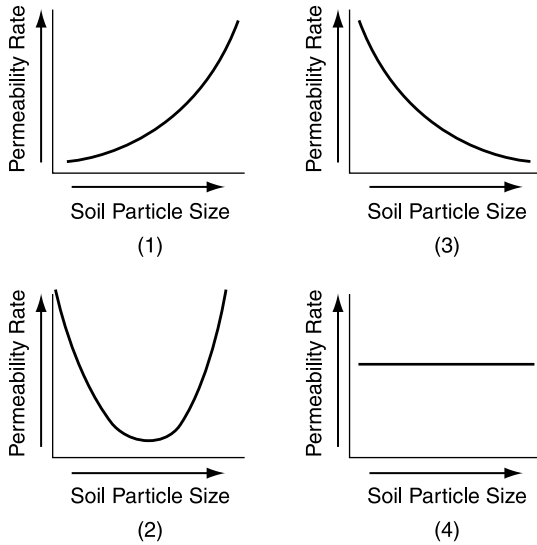 Permeability Rate
Soil Particle Size
(1)
Permeability Rate
Soil Particle Size
(3)
Permeability Rate
Soil Particle Size
(2)
Permeability Rate
Soil Particle Size
(4)